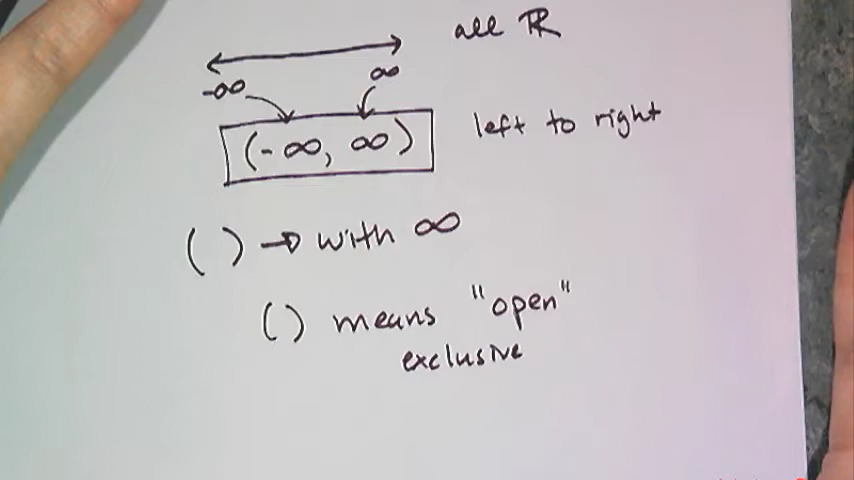 all ℝ
-∞ ∞
(-∞, ∞) left to right
( ) → with ∞
( ) means "open"
exclusive